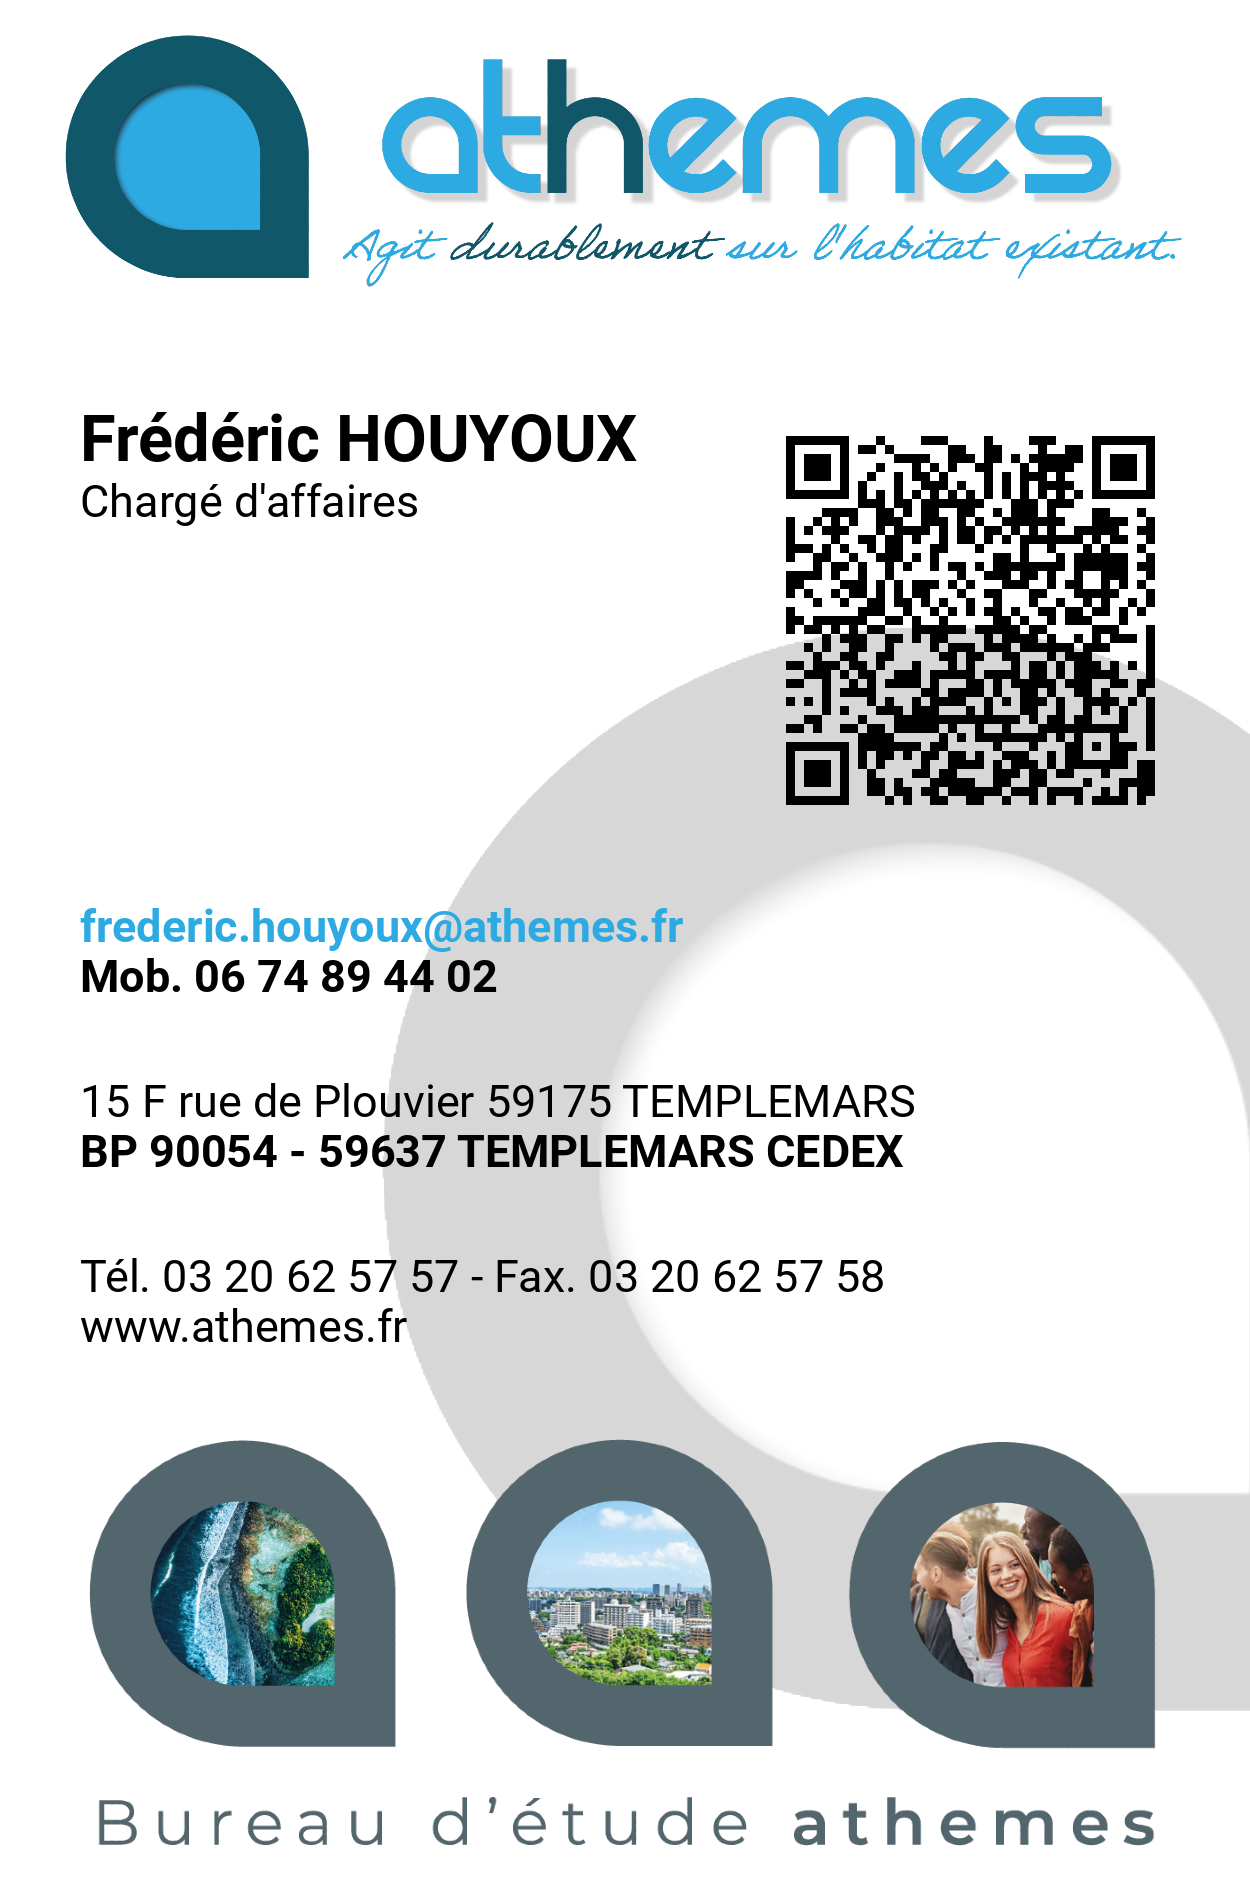 athemes
Agit durablement sur l'habitat existant.
Frédéric HOUYOUX
Chargé d'affaires
frederic.houyoux@athemes.fr
Mob. 06 74 89 44 02
15 F rue de Plouvier 59175 TEMPLEMARS
BP 90054 - 59637 TEMPLEMARS CEDEX
Tél. 03 20 62 57 57 - Fax. 03 20 62 57 58
www.athemes.fr
Bureau d’étude athemes